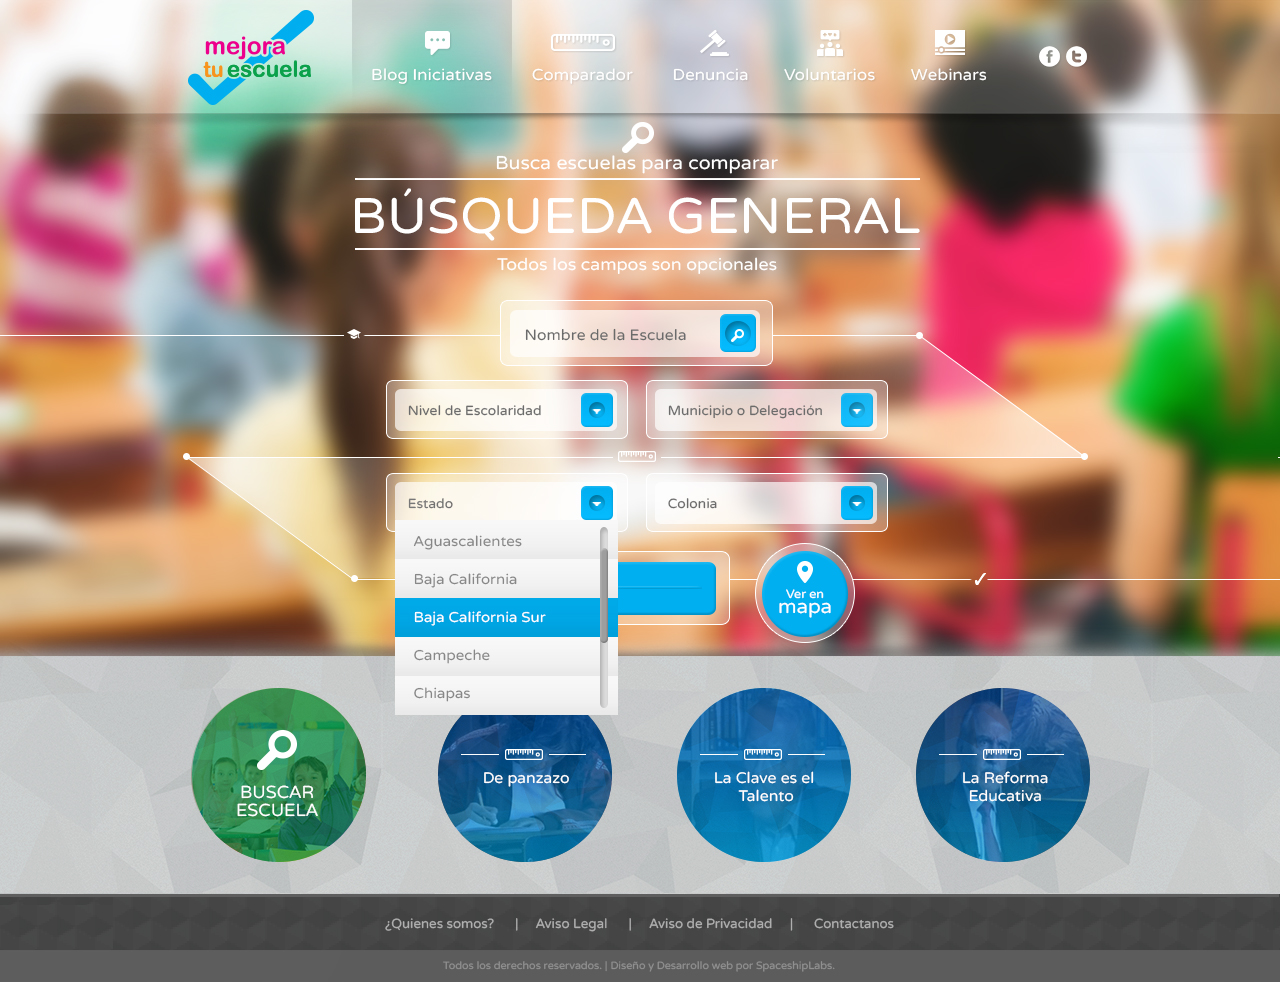 mejora
tu escuela
Blog Iniciativas
Comparador
Denuncia
Voluntarios
Webinars
Busca escuelas para comparar
BÚSQUEDA GENERAL
Todos los campos son opcionales
Nombre de la Escuela
Nivel de Escolaridad
Municipio o Delegación
Estado
Colonia
Aguascalientes
Baja California
Baja California Sur
Campeche
Chiapas
Ver en
mapa
BUSCAR
ESCUELA
De panzazo
La Clave es el
Talento
La Reforma
Educativa
¿Quienes somos? | Aviso Legal | Aviso de Privacidad | Contactanos
Todos los derechos reservados. | Diseño y Desarrollo web por SpaceshipLabs.